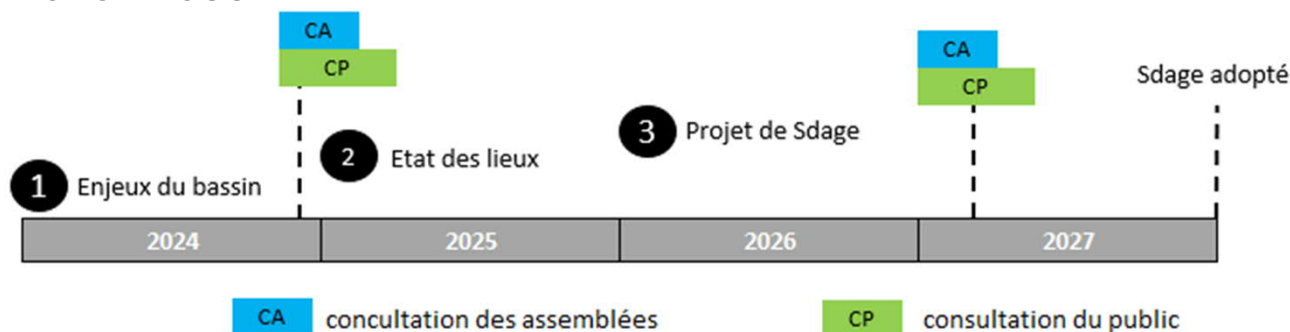 CA
CP
CA
CP
Sdage adopté
3 Projet de Sdage
2 Etat des lieux
1 Enjeux du bassin
2024 2025 2026 2027
CA concultation des assemblées
CP consultation du public